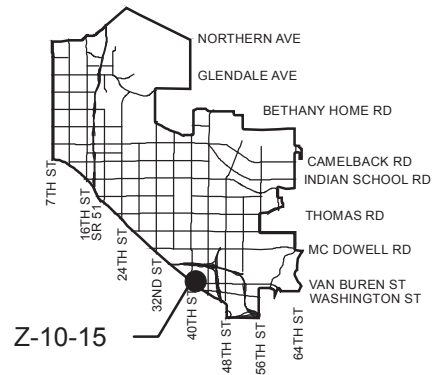 NORTHERN AVE
GLENDALE AVE
BETHANY HOME RD
CAMELBACK RD
INDIAN SCHOOL RD
THOMAS RD
MC DOWELL RD
VAN BUREN ST
WASHINGTON ST
7TH ST
16TH ST
SR 51
24TH ST
32ND ST
40TH ST
48TH ST
56TH ST
64TH ST
Z-10-15